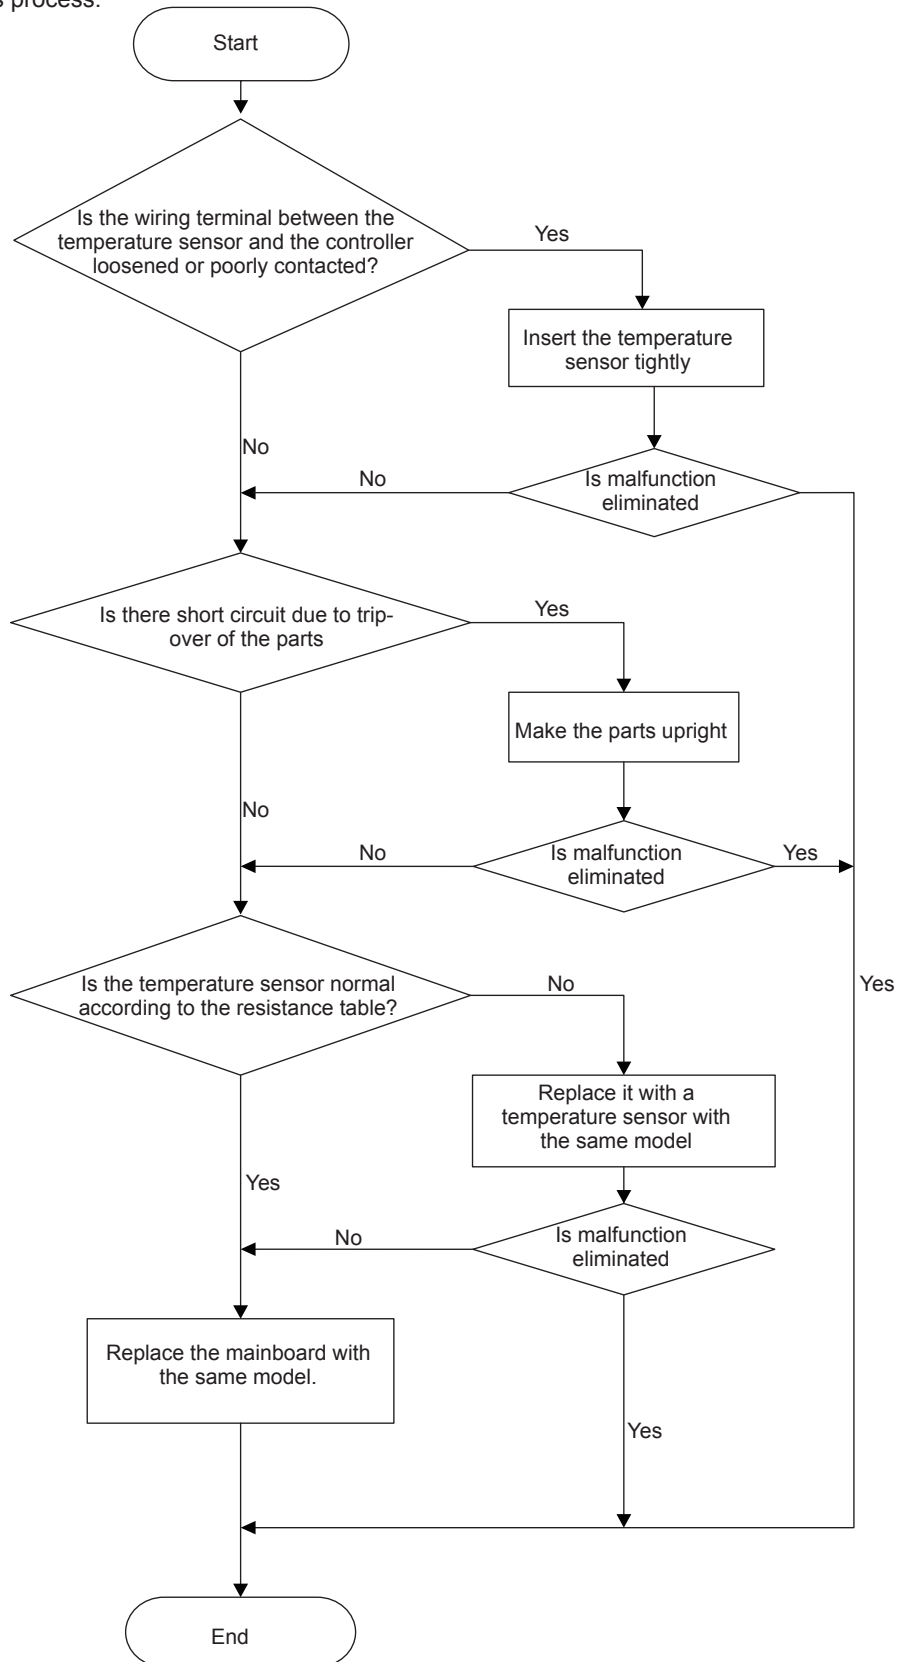 s process.
Start
Is the wiring terminal between the
temperature sensor and the controller
loosened or poorly contacted?
Yes
Insert the temperature
sensor tightly
No
No
Is malfunction
eliminated
Is there short circuit due to trip-
over of the parts
Yes
Make the parts upright
No
No
Is malfunction
eliminated
Yes
Is the temperature sensor normal
according to the resistance table?
No
Yes
Replace it with a
temperature sensor with
the same model
Yes
No
Is malfunction
eliminated
Replace the mainboard with
the same model.
Yes
End